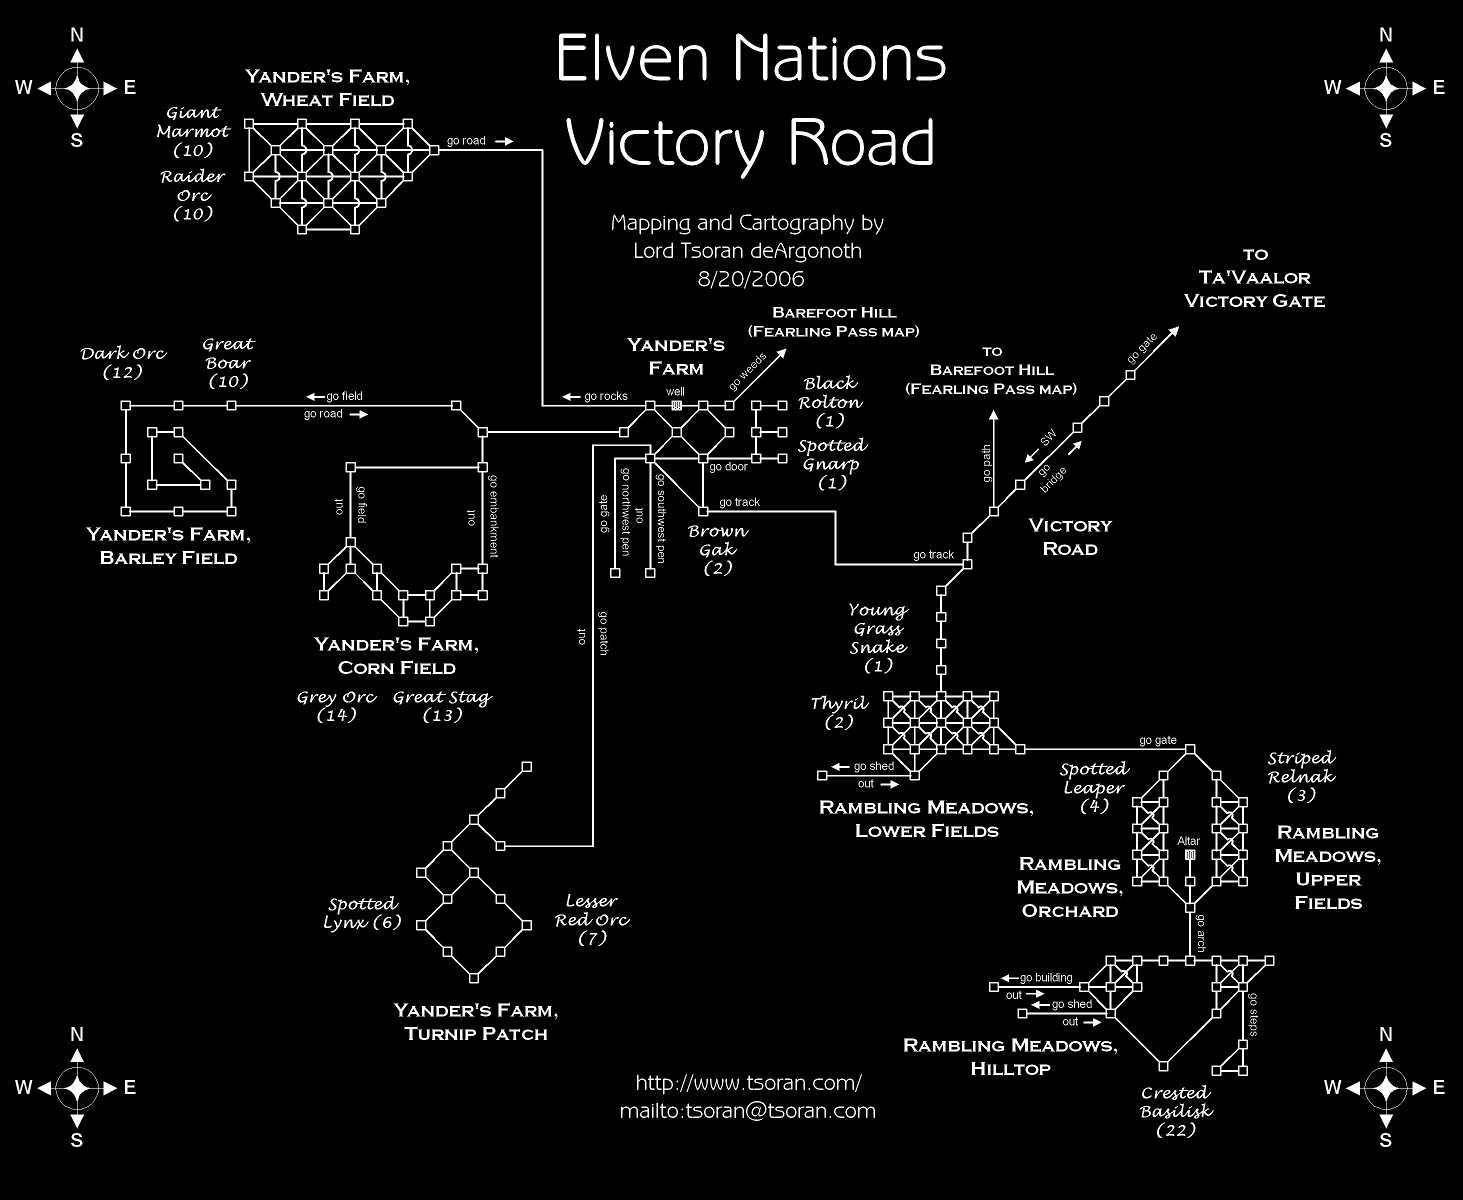 Elven Nations
Victory Road
Mapping and Cartography by
Lord Tsoran deArgonoth
8/20/2006
N
W E
S
N
W E
S
Yander's Farm,
Wheat Field
Giant
Marmot
(10)
Raider
Orc
(10)
go road
To
Ta'Vaalor
Victory Gate
go gate
Barefoot Hill
(Fearling Pass map)
go weeds
To
Barefoot Hill
(Fearling Pass map)
go path
SW
go
bridge
Victory
Road
Yander's
Farm
well
go rocks
Black
Rolton
(1)
Spotted
Gnarp
(1)
go door
go track
go track
Brown
Gak
(2)
go gate
go northwest pen
out
go southwest pen
Dark Orc
(12)
Great
Boar
(10)
go field
go road
Yander's Farm,
Barley Field
out
go field
out
go embankment
Yander's Farm,
Corn Field
Grey Orc
(14)
Great Stag
(13)
out
go patch
Young
Grass
Snake
(1)
Thyril
(2)
go shed
out
Rambling Meadows,
Lower Fields
go gate
Spotted
Leaper
(4)
Striped
Relnak
(3)
Altar
Rambling
Meadows,
Orchard
Rambling
Meadows,
Upper
Fields
go arch
Spotted
Lynx (6)
Lesser
Red Orc
(7)
Yander's Farm,
Turnip Patch
go building
out
go shed
out
go steps
Rambling Meadows,
Hilltop
Crested
Basilisk
(22)
http://www.tsoran.com/
mailto:tsoran@tsoran.com
N
W E
S
N
W E
S